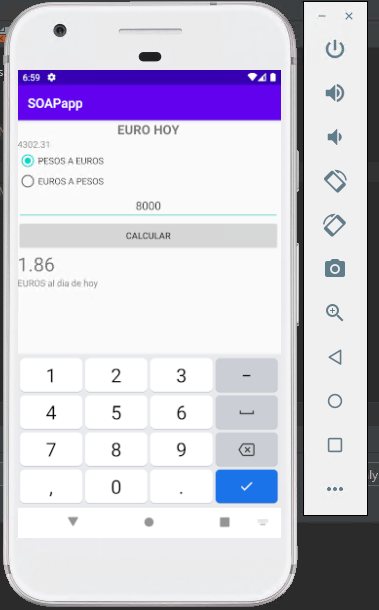 6:59
SOAPapp
EURO HOY
4302.31
PESOS A EUROS
EUROS A PESOS
8000
CALCULAR
1.86
EUROS al dia de hoy
1 2 3 –
4 5 6
7 8 9
, 0 .